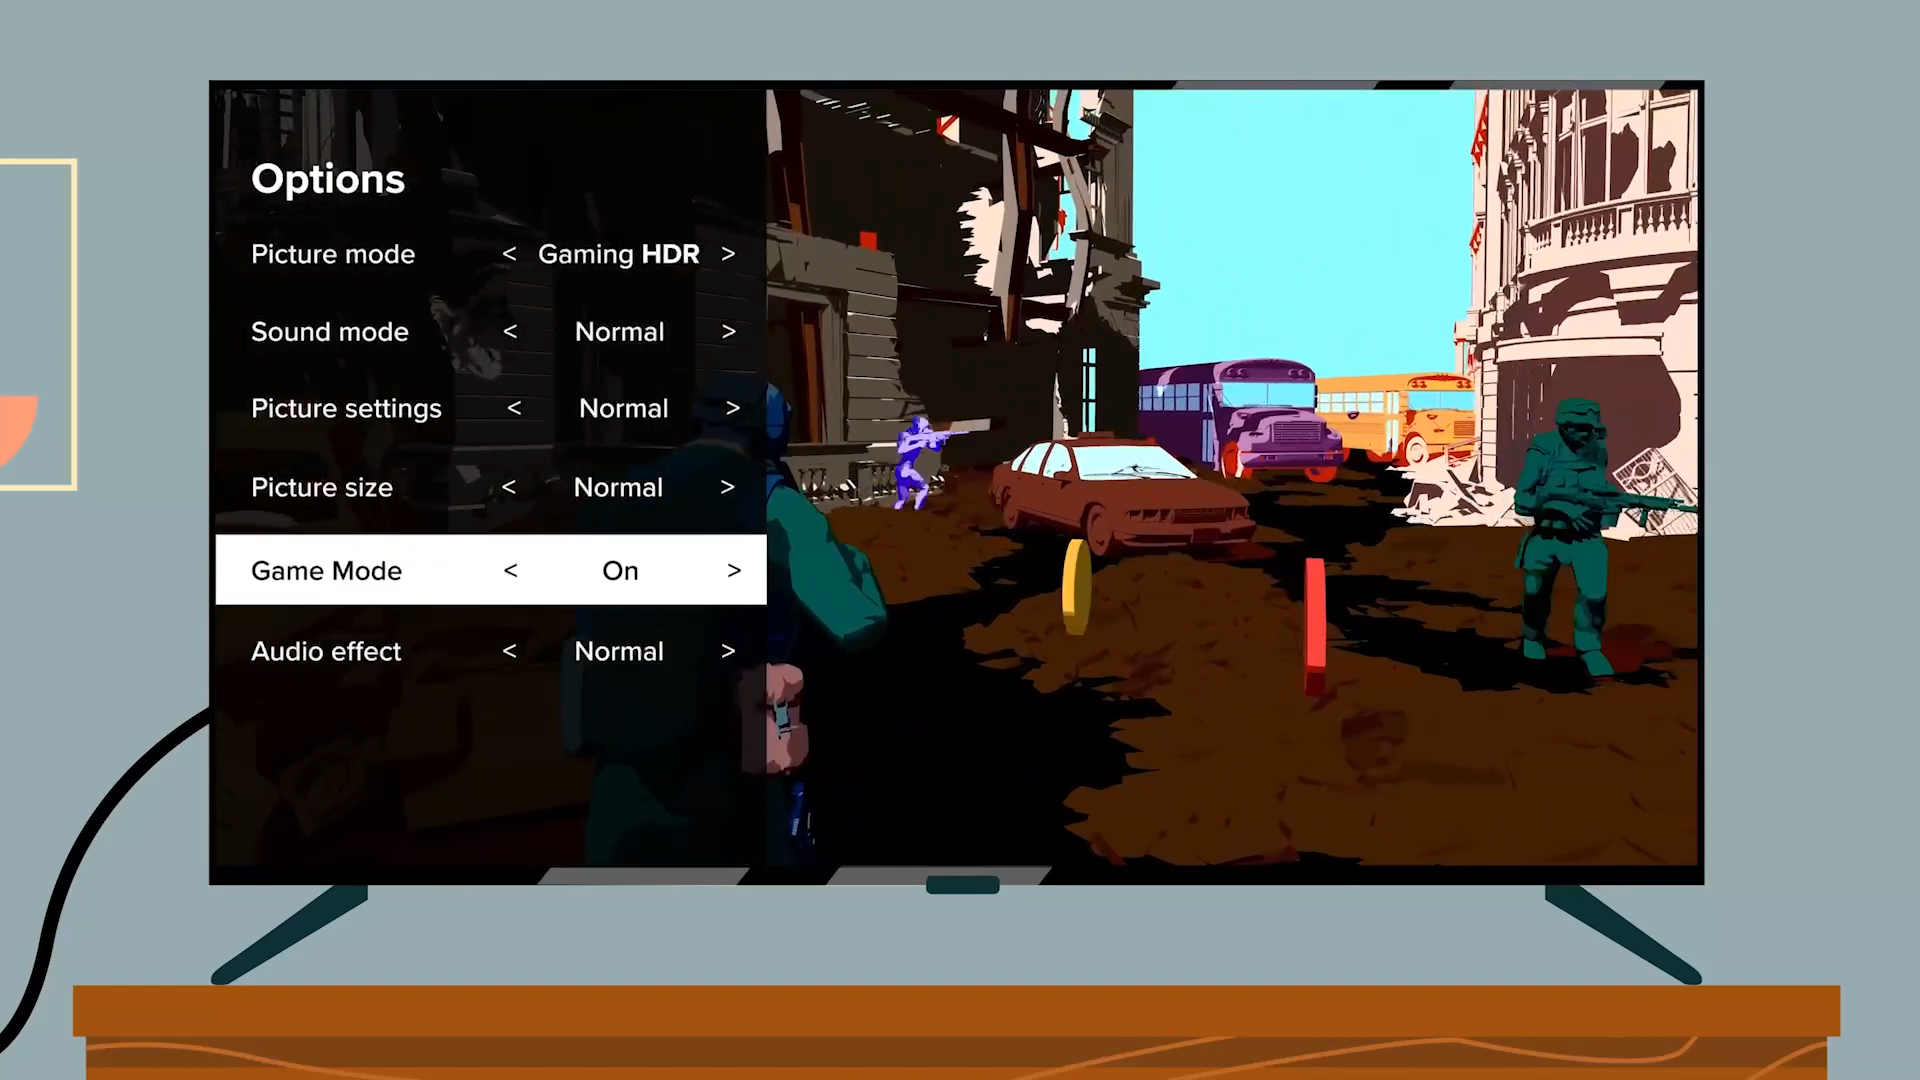 Options
Picture mode < Gaming HDR >
Sound mode < Normal >
Picture settings < Normal >
Picture size < Normal >
Game Mode < On >
Audio effect < Normal >